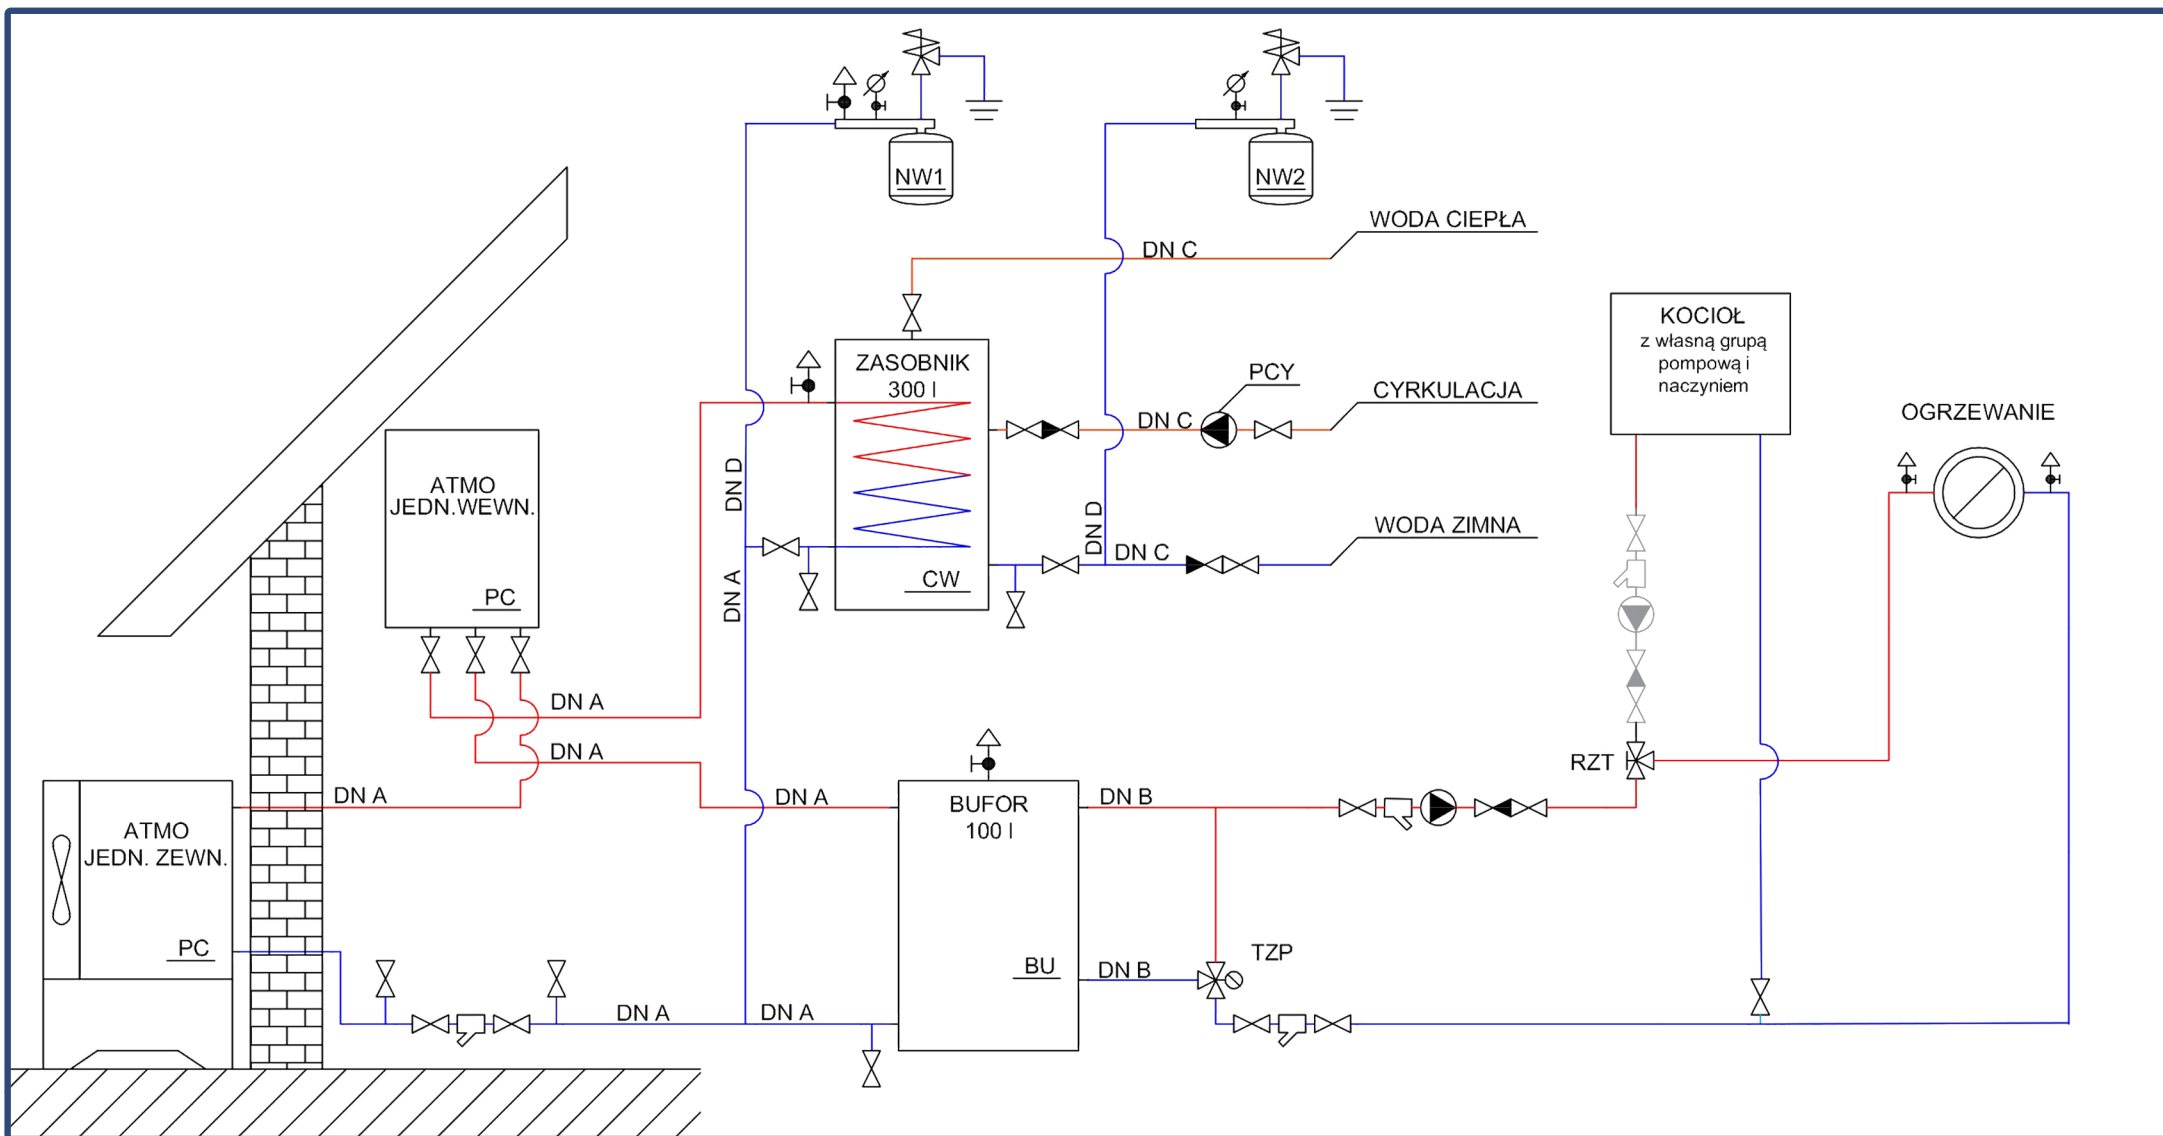 NW1
NW2
WODA CIEPŁA
DN C
KOCIOŁ
z własną grupą
pompową i
naczyniem
ZASOBNIK
300 l
PCY
CYRKULACJA
DN C
OGRZEWANIE
ATMO
JEDN.WEWN.
PC
DN D
DN D
WODA ZIMNA
DN C
CW
DN A
DN A
DN A
RZT
DN A
DN A
DN B
BUFOR
100 l
ATMO
JEDN. ZEWN.
PC
BU
DN B
TZP
DN A
DN A